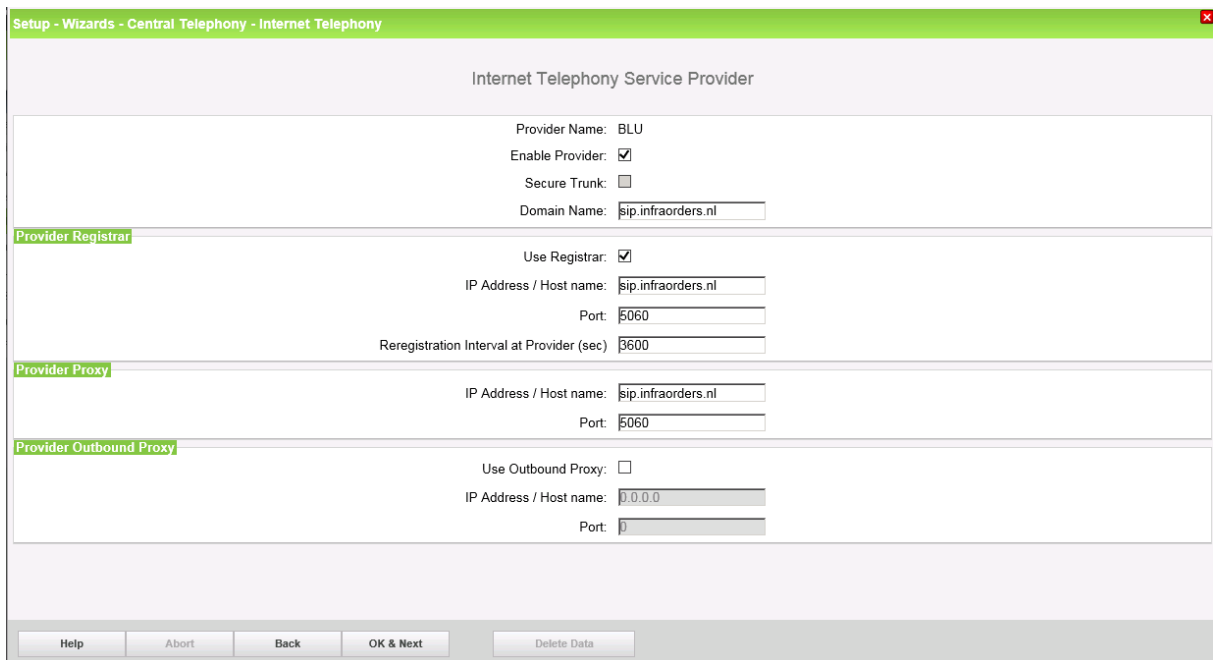 Setup - Wizards - Central Telephony - Internet Telephony
Internet Telephony Service Provider
Provider Name: BLU
Enable Provider:
Secure Trunk:
Domain Name: sip.infraorders.nl
Provider Registrar
Use Registrar:
IP Address / Host name: sip.infraorders.nl
Port: 5060
Reregistration Interval at Provider (sec) 3600
Provider Proxy
IP Address / Host name: sip.infraorders.nl
Port: 5060
Provider Outbound Proxy
Use Outbound Proxy:
IP Address / Host name: 0.0.0.0
Port: 0
Help Abort Back OK & Next Delete Data